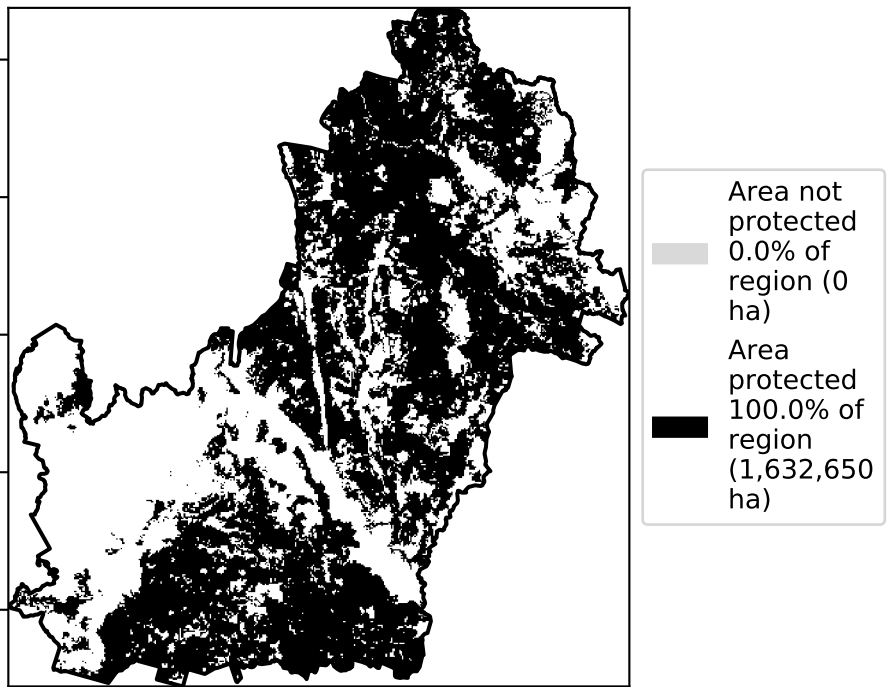 Area not
protected
0.0% of
region (0
ha)
Area
protected
100.0% of
region
(1,632,650
ha)